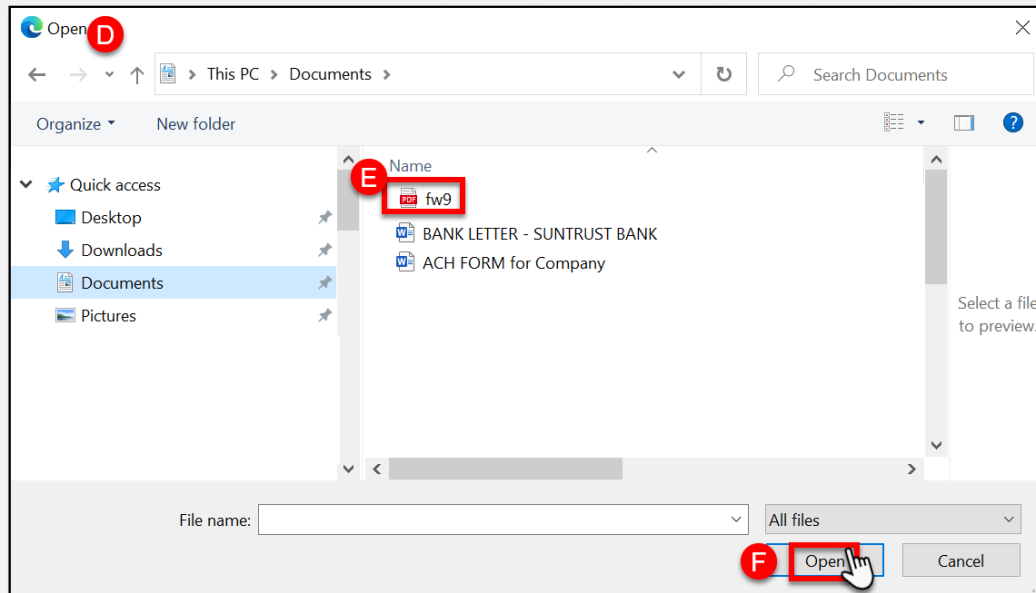 Open D
This PC > Documents >
Search Documents
Organize
New folder
?
Quick access
Desktop
Downloads
Documents
Pictures
Name
E
PDF fw9
W BANK LETTER - SUNTRUST BANK
W ACH FORM for Company
Select a file
to preview.
File name:
All files
F Open
Cancel